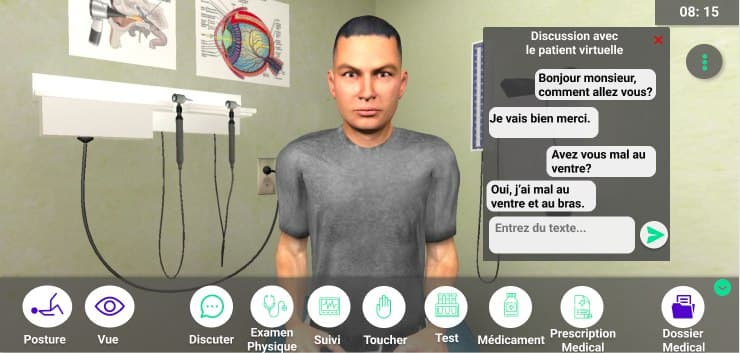 08: 15
Discussion avec
le patient virtuelle
Bonjour monsieur,
comment allez vous?
Je vais bien merci.
Avez vous mal au
ventre?
Oui, j’ai mal au
ventre et au bras.
Entrez du texte...
Posture
Vue
Discuter
Examen
Physique
Suivi
Toucher
Test
Médicament
Prescription
Medical
Dossier
Medical